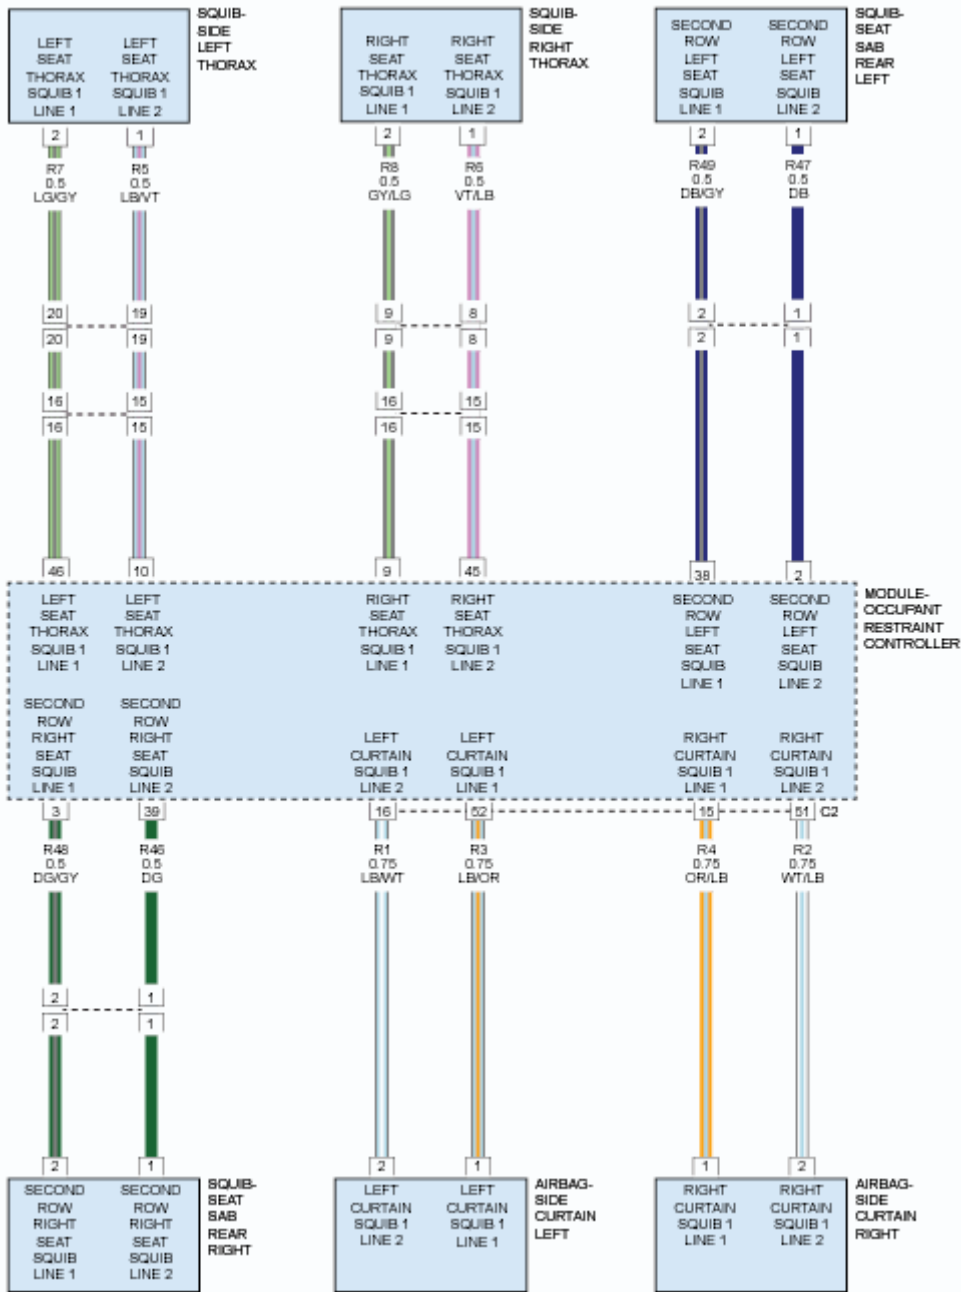 LEFT
SEAT
THORAX
SQUIB 1
LINE 1
LEFT
SEAT
THORAX
SQUIB 1
LINE 2
SQUIB-
SIDE
LEFT
THORAX
RIGHT
SEAT
THORAX
SQUIB 1
LINE 1
RIGHT
SEAT
THORAX
SQUIB 1
LINE 2
SQUIB-
SIDE
RIGHT
THORAX
SECOND
ROW
LEFT
SEAT
SQUIB
LINE 1
SECOND
ROW
LEFT
SEAT
SQUIB
LINE 2
SQUIB-
SEAT
SAB
REAR
LEFT
2 1 2 1 2 1
R7
0.5
LG/GY
R5
0.5
LB/VT
R8
0.5
GY/LG
R6
0.5
VT/LB
R49
0.5
DB/GY
R47
0.5
DB
20 19 9 8 2 1
20 19 9 8 2 1
16 15 16 15
16 15 16 15
46 10 9 45 38 2
LEFT
SEAT
THORAX
SQUIB 1
LINE 1
LEFT
SEAT
THORAX
SQUIB 1
LINE 2
RIGHT
SEAT
THORAX
SQUIB 1
LINE 1
RIGHT
SEAT
THORAX
SQUIB 1
LINE 2
SECOND
ROW
LEFT
SEAT
SQUIB
LINE 1
SECOND
ROW
LEFT
SEAT
SQUIB
LINE 2
MODULE-
OCCUPANT
RESTRAINT
CONTROLLER
SECOND
ROW
RIGHT
SEAT
SQUIB
LINE 1
SECOND
ROW
RIGHT
SEAT
SQUIB
LINE 2
LEFT
CURTAIN
SQUIB 1
LINE 2
LEFT
CURTAIN
SQUIB 1
LINE 1
RIGHT
CURTAIN
SQUIB 1
LINE 1
RIGHT
CURTAIN
SQUIB 1
LINE 2
3 39 16 52 15 51 C2
R48
0.5
DG/GY
R46
0.5
DG
R1
0.75
LB/WT
R3
0.75
LB/OR
R4
0.75
OR/LB
R2
0.75
WT/LB
2 1
2 1
2 1 2 1 1 2
SECOND
ROW
RIGHT
SEAT
SQUIB
LINE 1
SECOND
ROW
RIGHT
SEAT
SQUIB
LINE 2
SQUIB-
SEAT
SAB
REAR
RIGHT
LEFT
CURTAIN
SQUIB 1
LINE 2
LEFT
CURTAIN
SQUIB 1
LINE 1
AIRBAG-
SIDE
CURTAIN
LEFT
RIGHT
CURTAIN
SQUIB 1
LINE 1
RIGHT
CURTAIN
SQUIB 1
LINE 2
AIRBAG-
SIDE
CURTAIN
RIGHT